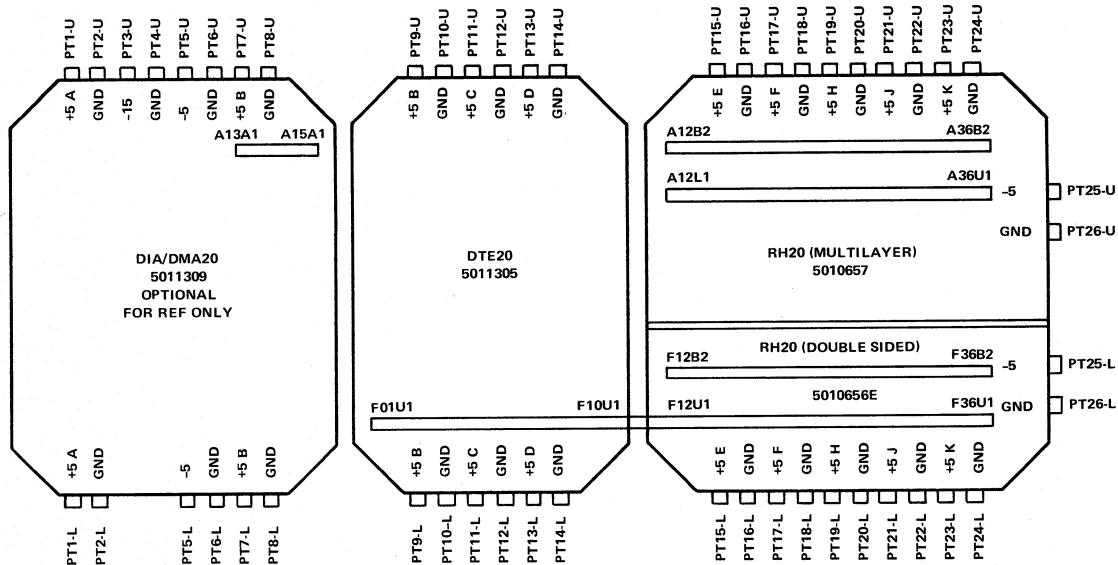 PT1-U PT2-U PT3-U PT4-U PT5-U PT6-U PT7-U PT8-U
+5 A GND -15 GND -5 GND +5 B GND
A13A1 A15A1
DIA/DMA20
5011309
OPTIONAL
FOR REF ONLY
+5 A GND -5 GND +5 B GND
PT1-L PT2-L PT5-L PT6-L PT7-L PT8-L
PT9-U PT10-U PT11-U PT12-U PT13-U PT14-U
+5 B GND +5 C GND +5 D GND
DTE20
5011305
F01U1 F10U1
+5 B GND +5 C GND +5 D GND
PT9-L PT10-L PT11-L PT12-L PT13-L PT14-L
PT15-U PT16-U PT17-U PT18-U PT19-U PT20-U PT21-U PT22-U PT23-U PT24-U
+5 E GND +5 F GND +5 H GND +5 J GND +5 K GND
A12B2 A36B2
A12L1 A36U1
-5 PT25-U
GND PT26-U
RH20 (MULTILAYER)
5010657
RH20 (DOUBLE SIDED)
F12B2 F36B2
-5 PT25-L
5010656E
F12U1 F36U1
GND PT26-L
+5 E GND +5 F GND +5 H GND +5 J GND +5 K GND
PT15-L PT16-L PT17-L PT18-L PT19-L PT20-L PT21-L PT22-L PT23-L PT24-L